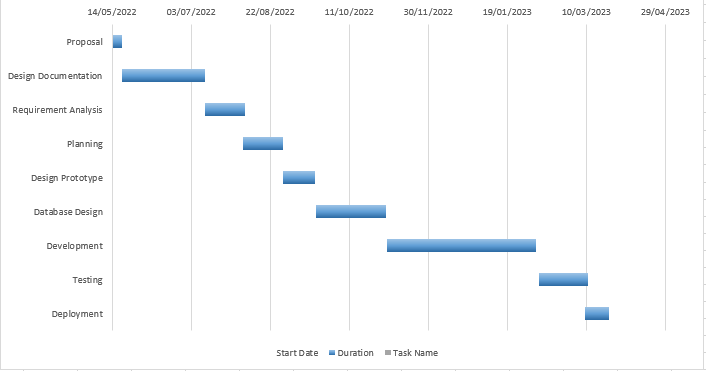 14/05/2022 03/07/2022 22/08/2022 11/10/2022 30/11/2022 19/01/2023 10/03/2023 29/04/2023
Proposal
Design Documentation
Requirement Analysis
Planning
Design Prototype
Database Design
Development
Testing
Deployment
Start Date Duration Task Name